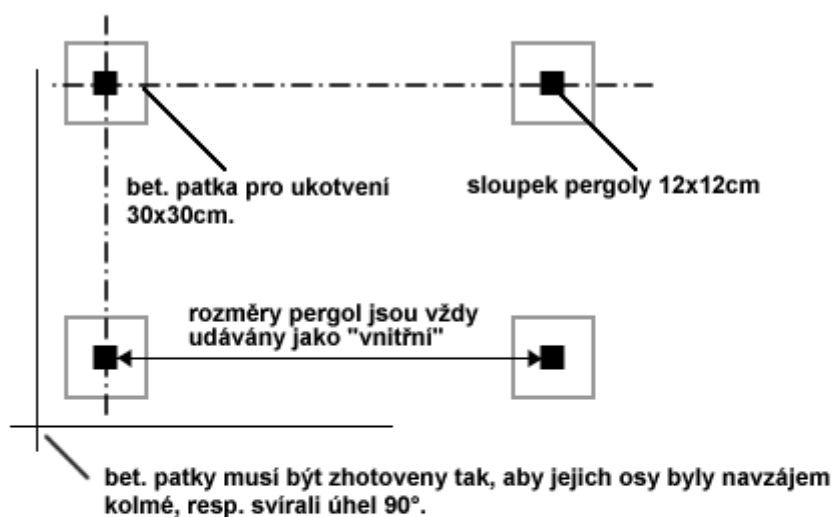 bet. patka pro ukotvení
30x30cm.
sloupek pergoly 12x12cm
rozměry pergol jsou vždy
udávány jako "vnitřní"
bet. patky musí být zhotoveny tak, aby jejich osy byly navzájem
kolmé, resp. svírali úhel 90°.